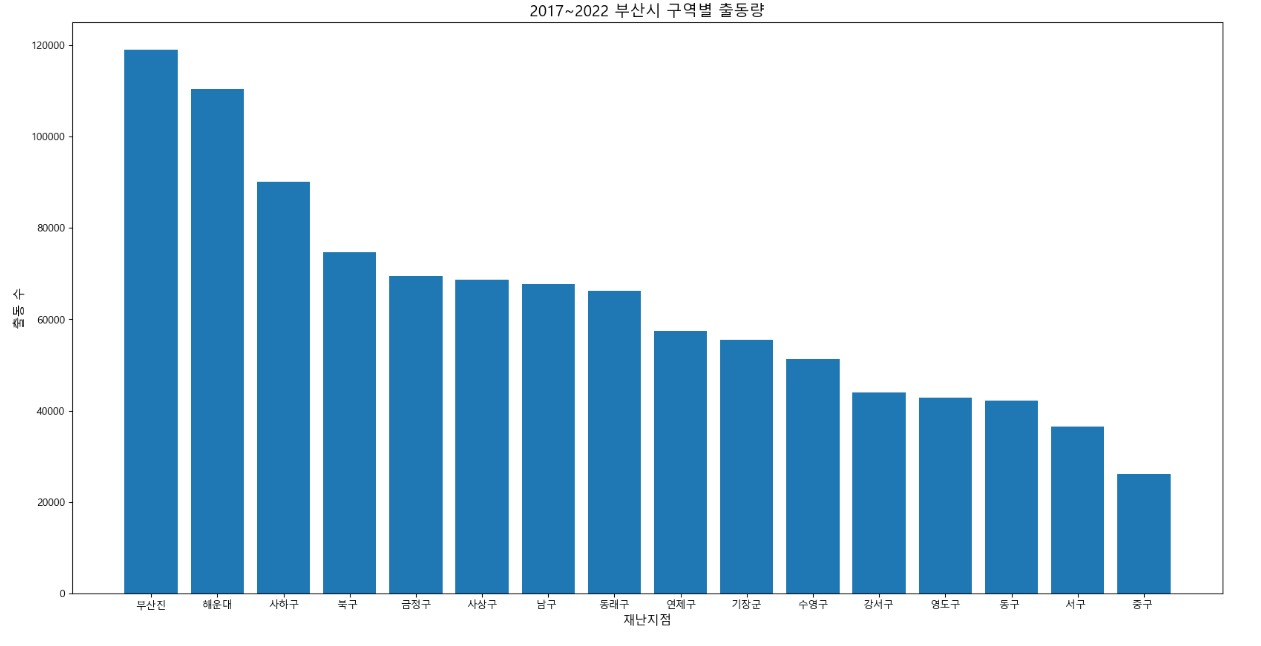 2017~2022 부산시 구역별 출동량
120000
100000
80000
60000
40000
20000
0
출동 수
부산진 해운대 사하구 북구 금정구 사상구 남구 동래구 연제구 기장군 수영구 강서구 영도구 동구 서구 중구
재난지점